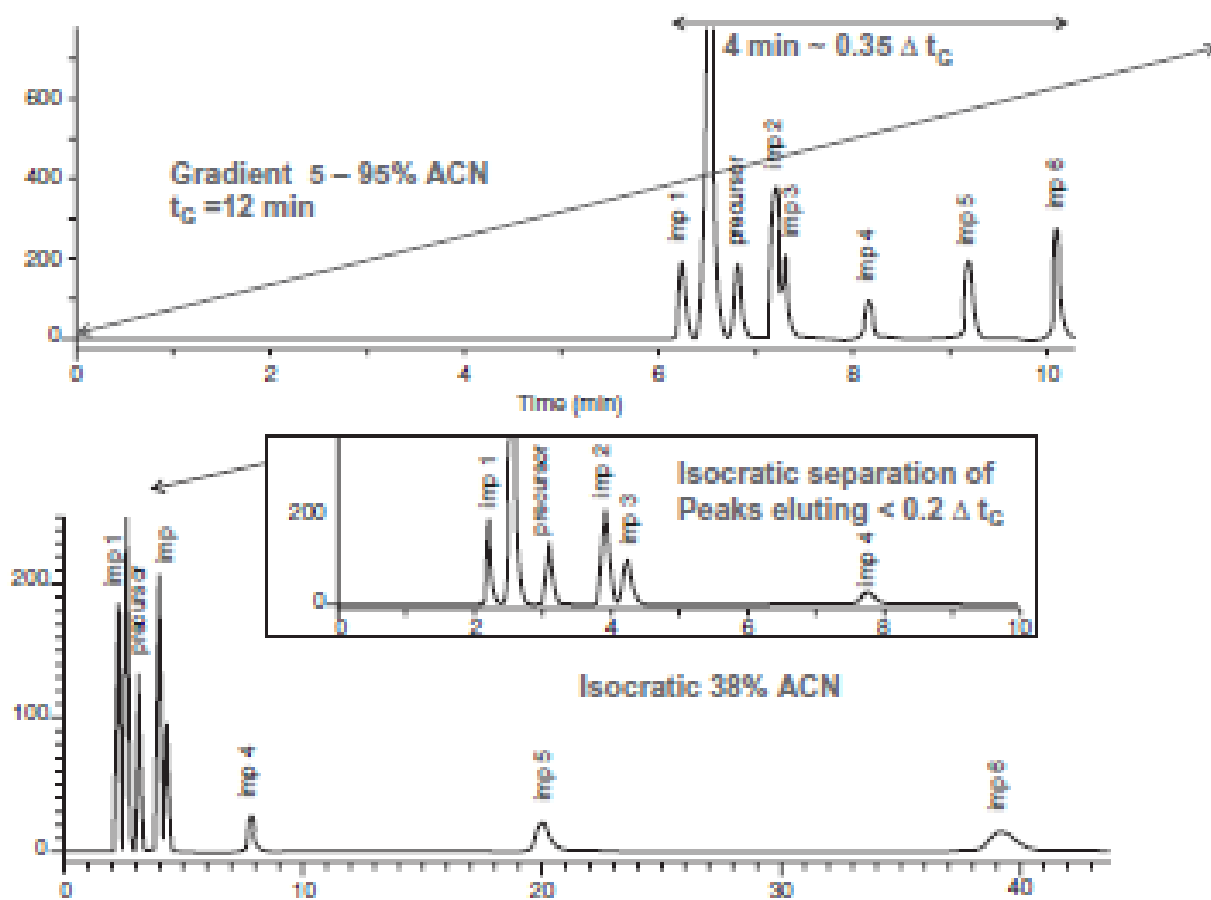 4 min ~ 0.35 Δ tG
600
400
200
0
Gradient 5 – 95% ACN
tG =12 min
imp 1
precursor
imp 2
imp 3
imp 4
imp 5
imp 6
0 2 4 6 8 10
Time (min)
200
0
imp 1
precursor
imp 2
imp 3
imp 4
Isocratic separation of
Peaks eluting < 0.2 Δ tG
0 2 4 6 8 10
200
100
0
imp 1
precursor
imp
imp 4
imp 5
imp 6
Isocratic 38% ACN
0 10 20 30 40